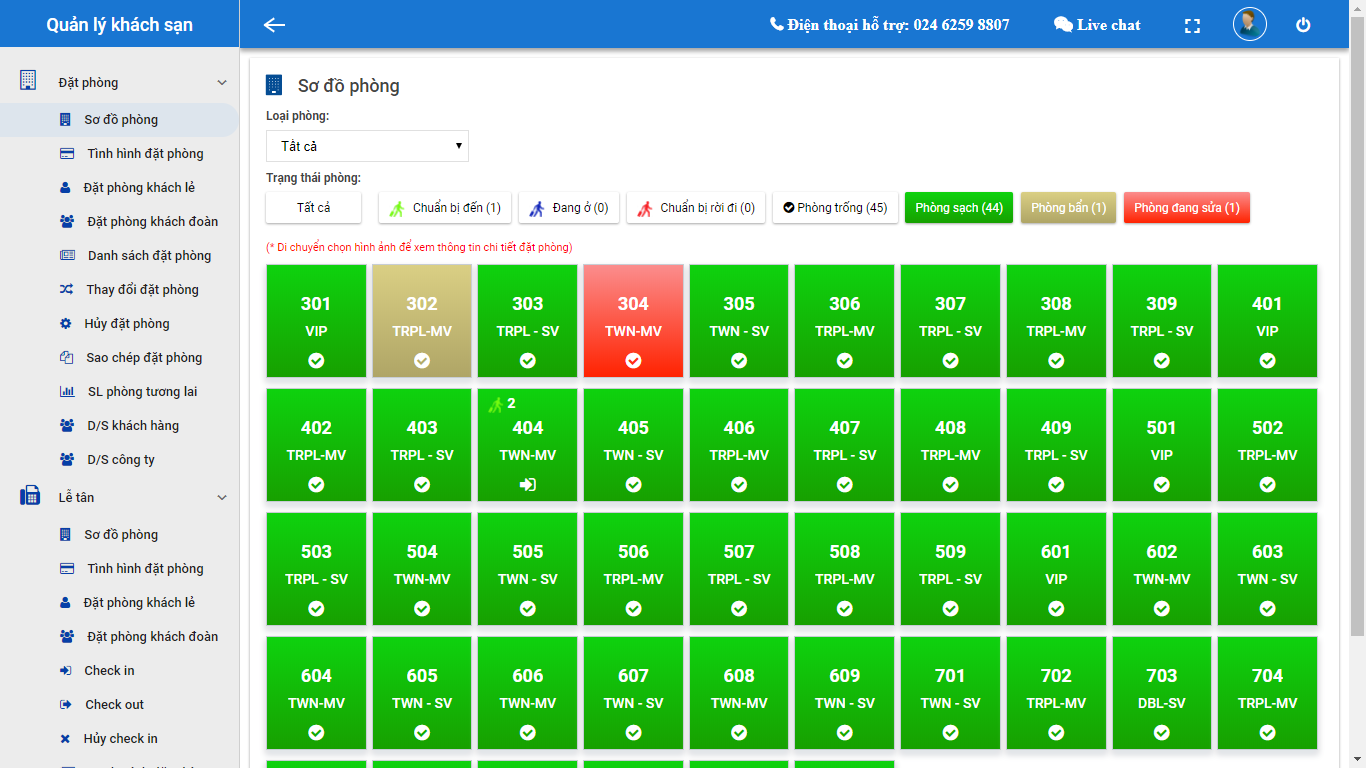 Quản lý khách sạn
Điện thoại hỗ trợ: 024 6259 8807
Live chat
Đặt phòng
Sơ đồ phòng
Tình hình đặt phòng
Đặt phòng khách lẻ
Đặt phòng khách đoàn
Danh sách đặt phòng
Thay đổi đặt phòng
Hủy đặt phòng
Sao chép đặt phòng
SL phòng tương lai
D/S khách hàng
D/S công ty
Lễ tân
Sơ đồ phòng
Tình hình đặt phòng
Đặt phòng khách lẻ
Đặt phòng khách đoàn
Check in
Check out
Hủy check in
Sơ đồ phòng
Loại phòng:
Tất cả
Trạng thái phòng:
Tất cả Chuẩn bị đến (1) Đang ở (0) Chuẩn bị rời đi (0) Phòng trống (45) Phòng sạch (44) Phòng bẩn (1) Phòng đang sửa (1)
(* Di chuyển chọn hình ảnh để xem thông tin chi tiết đặt phòng)
301 302 303 304 305 306 307 308 309 401
VIP TRPL-MV TRPL - SV TWN-MV TWN - SV TRPL-MV TRPL - SV TRPL-MV TRPL - SV VIP
2
402 403 404 405 406 407 408 409 501 502
TRPL-MV TRPL - SV TWN-MV TWN - SV TRPL-MV TRPL - SV TRPL-MV TRPL - SV VIP TRPL-MV
503 504 505 506 507 508 509 601 602 603
TRPL - SV TWN-MV TWN - SV TRPL-MV TRPL - SV TRPL-MV TRPL - SV VIP TWN-MV TWN - SV
604 605 606 607 608 609 701 702 703 704
TWN-MV TWN - SV TWN-MV TWN - SV TWN-MV TWN - SV TWN - SV TRPL-MV DBL-SV TRPL-MV